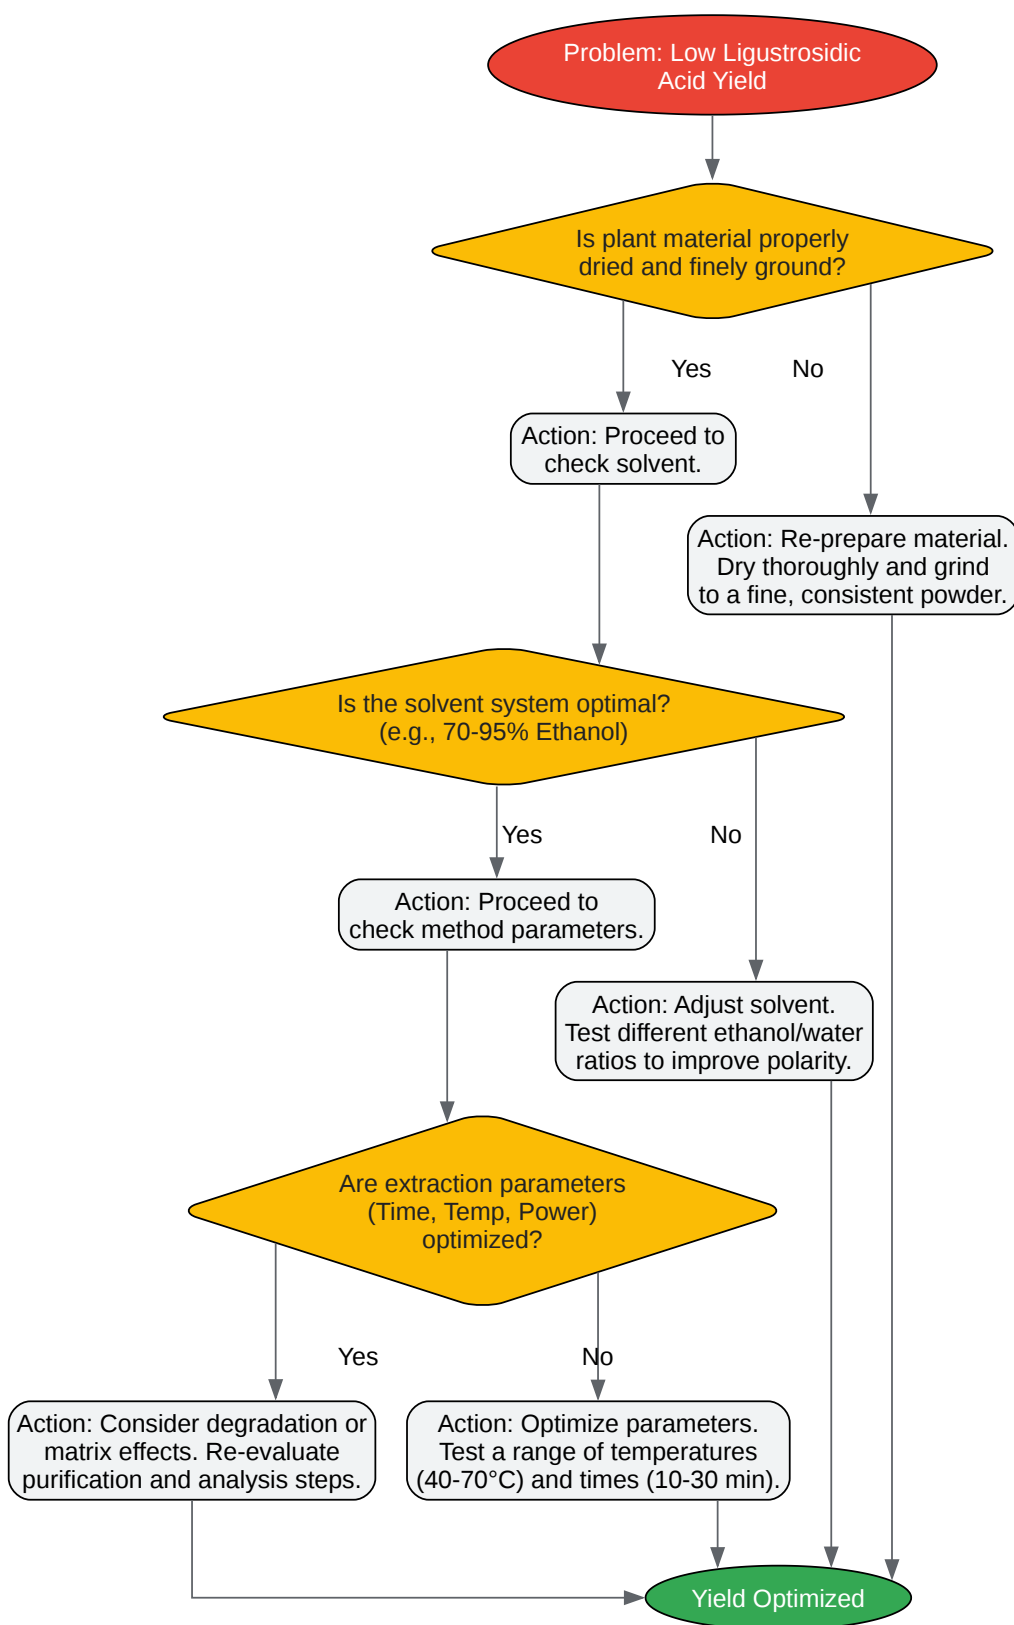 Problem: Low Ligustrosidic
Acid Yield
Is plant material properly
dried and finely ground?
Yes
No
Action: Proceed to
check solvent.
Action: Re-prepare material.
Dry thoroughly and grind
to a fine, consistent powder.
Is the solvent system optimal?
(e.g., 70-95% Ethanol)
Yes
No
Action: Proceed to
check method parameters.
Action: Adjust solvent.
Test different ethanol/water
ratios to improve polarity.
Are extraction parameters
(Time, Temp, Power)
optimized?
Yes
No
Action: Consider degradation or
matrix effects. Re-evaluate
purification and analysis steps.
Action: Optimize parameters.
Test a range of temperatures
(40-70°C) and times (10-30 min).
Yield Optimized